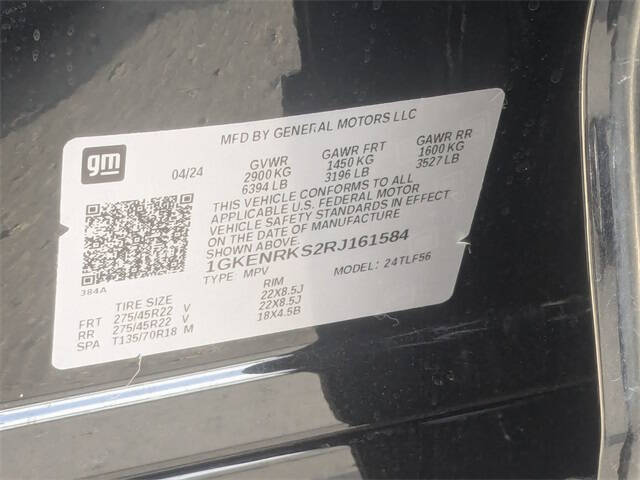 MFD BY GENERAL MOTORS LLC
gm
04/24
GVWR GAWR FRT GAWR RR
2900 KG 1450 KG 1600 KG
6394 LB 3196 LB 3527 LB
THIS VEHICLE CONFORMS TO ALL
APPLICABLE U.S. FEDERAL MOTOR
VEHICLE SAFETY STANDARDS IN EFFECT
ON THE DATE OF MANUFACTURE
SHOWN ABOVE.
1GKENRKS2RJ161584
TYPE: MPV MODEL: 24TLF56
384A
TIRE SIZE RIM
FRT 275/45R22 V 22X8.5J
RR 275/45R22 V 22X8.5J
SPA T135/70R18 M 18X4.5B